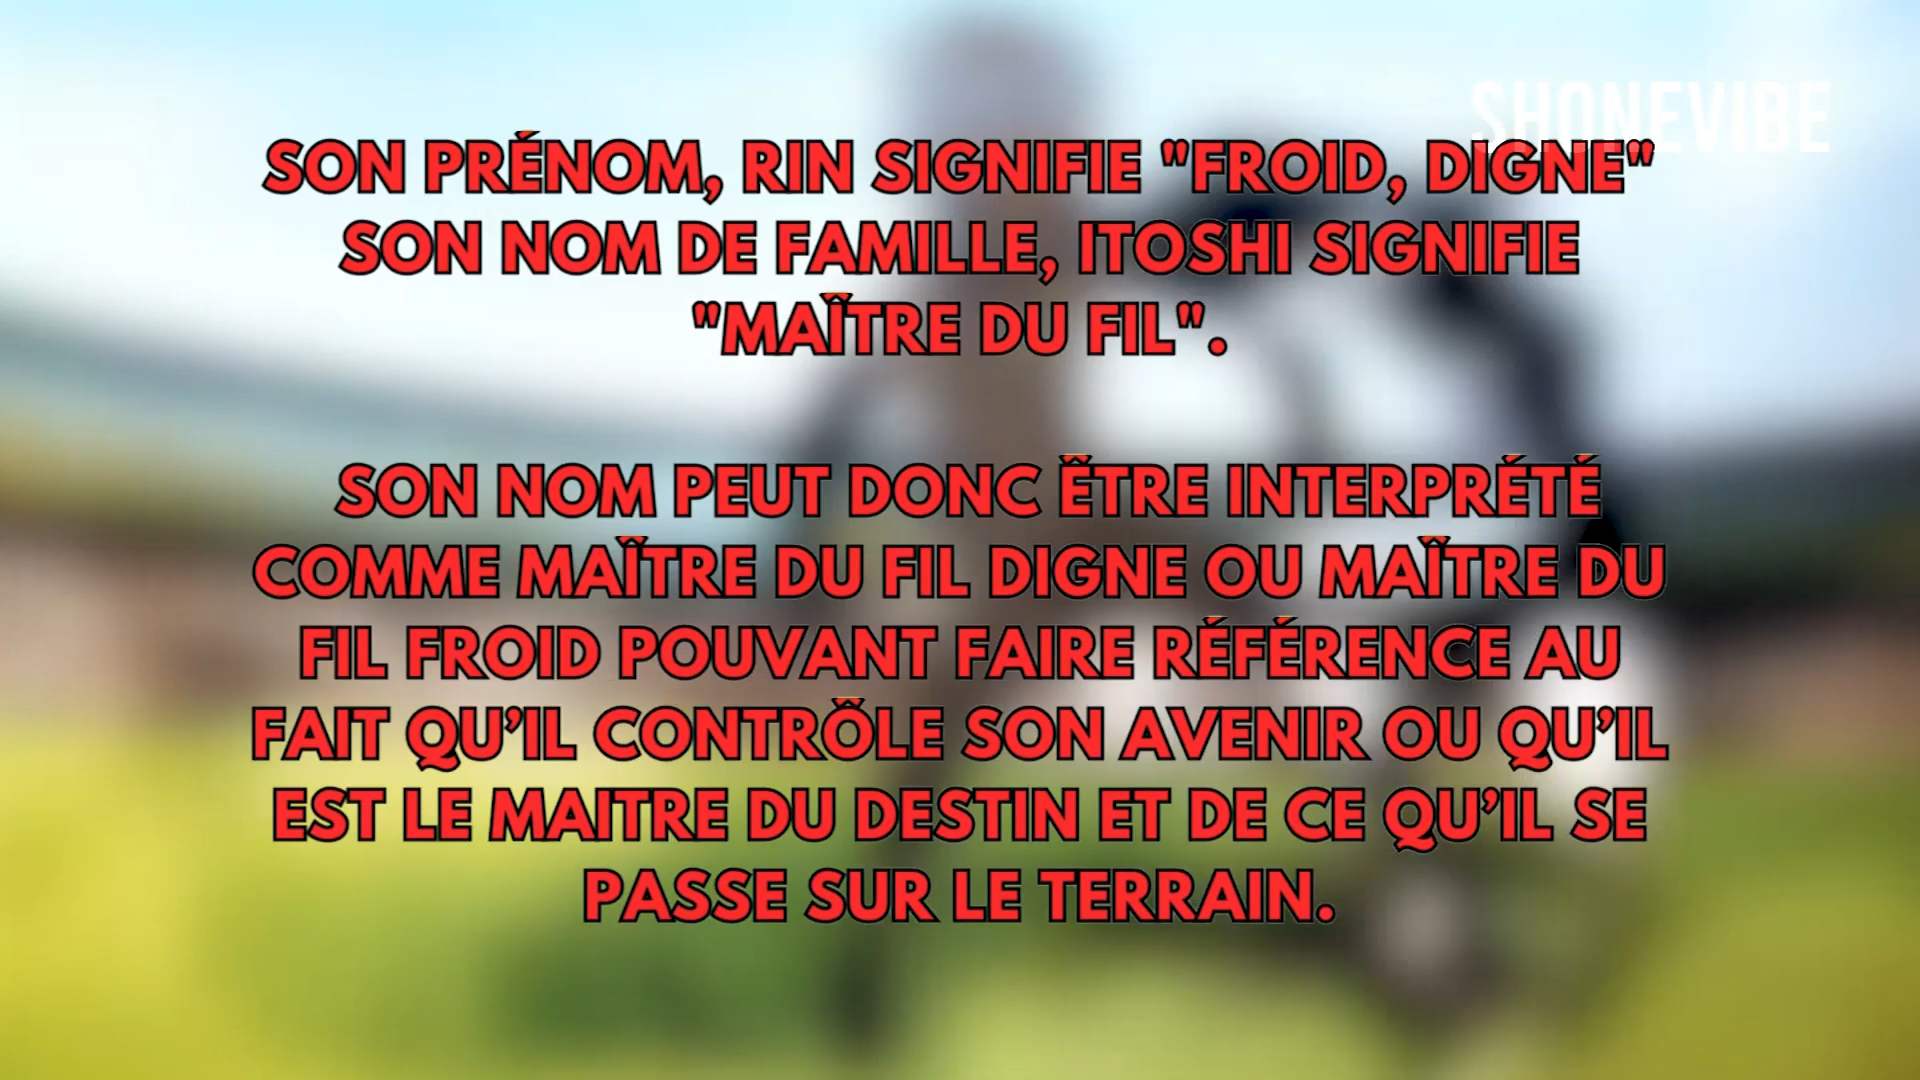 SHONEVIBE
SON PRÉNOM, RIN SIGNIFIE "FROID, DIGNE"
SON NOM DE FAMILLE, ITOSHI SIGNIFIE
"MAÎTRE DU FIL".
SON NOM PEUT DONC ÊTRE INTERPRÉTÉ
COMME MAÎTRE DU FIL DIGNE OU MAÎTRE DU
FIL FROID POUVANT FAIRE RÉFÉRENCE AU
FAIT QU’IL CONTRÔLE SON AVENIR OU QU’IL
EST LE MAITRE DU DESTIN ET DE CE QU’IL SE
PASSE SUR LE TERRAIN.